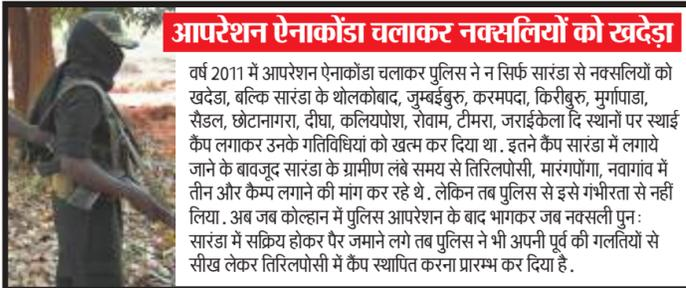 आपरेशन ऐनाकोंडा चलाकर नक्सलियों को खदेड़ा
वर्ष 2011 में आपरेशन ऐनाकोंडा चलाकर पुलिस ने न सिर्फ सारंडा से नक्सलियों को
खदेडा, बल्कि सारंडा के थोलकोबाद, जुम्बईबुरु, करमपदा, किरीबुरु, मुर्गापाडा,
सैडल, छोटानागरा, दीघा, कलियपोश, रोवाम, टीमरा, जराईकेला दि स्थानों पर स्थाई
कैंप लगाकर उनके गतिविधियां को खत्म कर दिया था. इतने कैंप सारंडा में लगाये
जाने के बावजूद सारंडा के ग्रामीण लंबे समय से तिरिलपोसी, मारंगपोंगा, नवागांव में
तीन और कैम्प लगाने की मांग कर रहे थे. लेकिन तब पुलिस से इसे गंभीरता से नहीं
लिया. अब जब कोल्हान में पुलिस आपरेशन के बाद भागकर जब नक्सली पुन:
सारंडा में सक्रिय होकर पैर जमाने लगे तब पुलिस ने भी अपनी पूर्व की गलतियों से
सीख लेकर तिरिलपोसी में कैंप स्थापित करना प्रारम्भ कर दिया है.